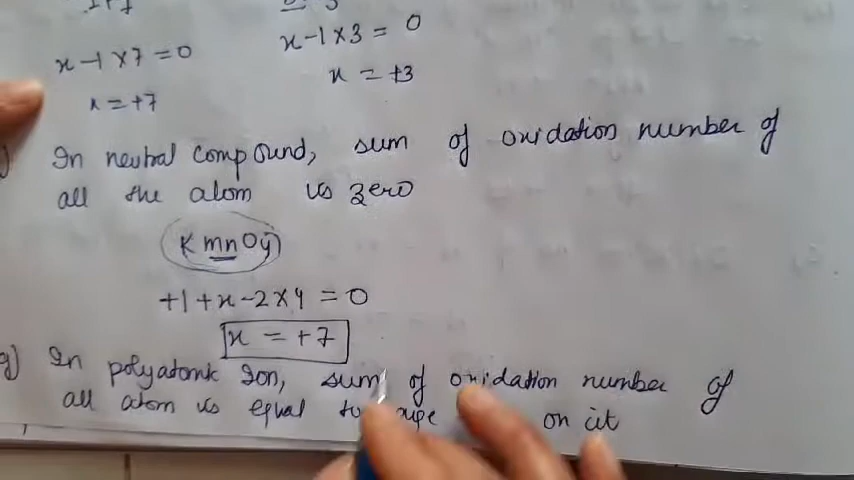 x-1×7=0
x-1×3 = 0
x = +3
x=+7
In neutral compound, sum of oxidation number of
all the atom is zero
KmnO4
+1+x-2×4 = 0
x = +7
g) In polyatomic Ion, sum of oxidation number of
all atom is equal to on it